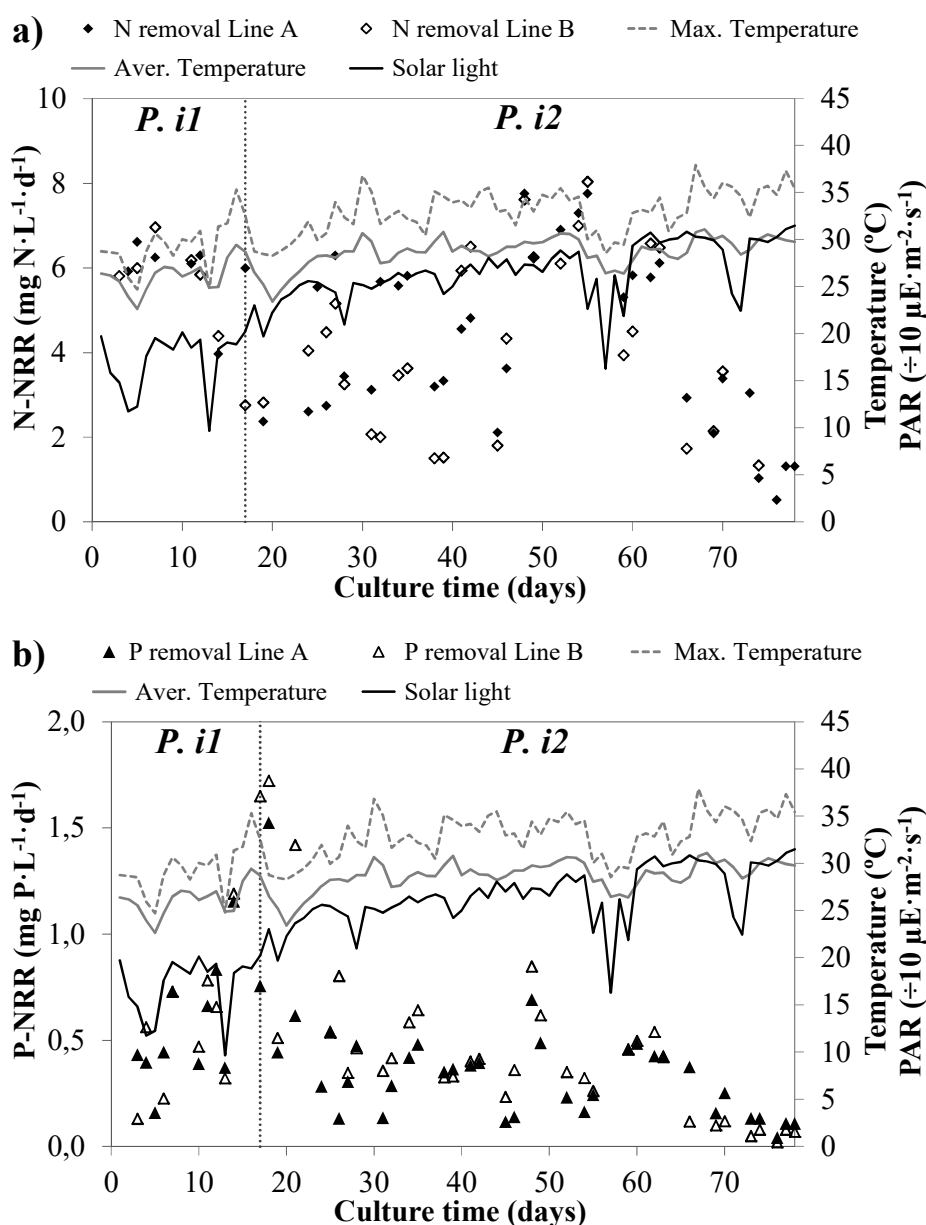 a)
N removal Line A N removal Line B Max. Temperature
Aver. Temperature Solar light
P. i1 P. i2
N-NRR (mg N·L⁻¹·d⁻¹)
10
8
6
4
2
0
45
40
35
30
25
20
15
10
5
0
Temperature (ºC)
PAR (÷10 µE·m⁻²·s⁻¹)
0 10 20 30 40 50 60 70
Culture time (days)
b)
P removal Line A P removal Line B Max. Temperature
Aver. Temperature Solar light
P. i1 P. i2
P-NRR (mg P·L⁻¹·d⁻¹)
2,0
1,5
1,0
0,5
0,0
45
40
35
30
25
20
15
10
5
0
Temperature (ºC)
PAR (÷10 µE·m⁻²·s⁻¹)
0 10 20 30 40 50 60 70
Culture time (days)